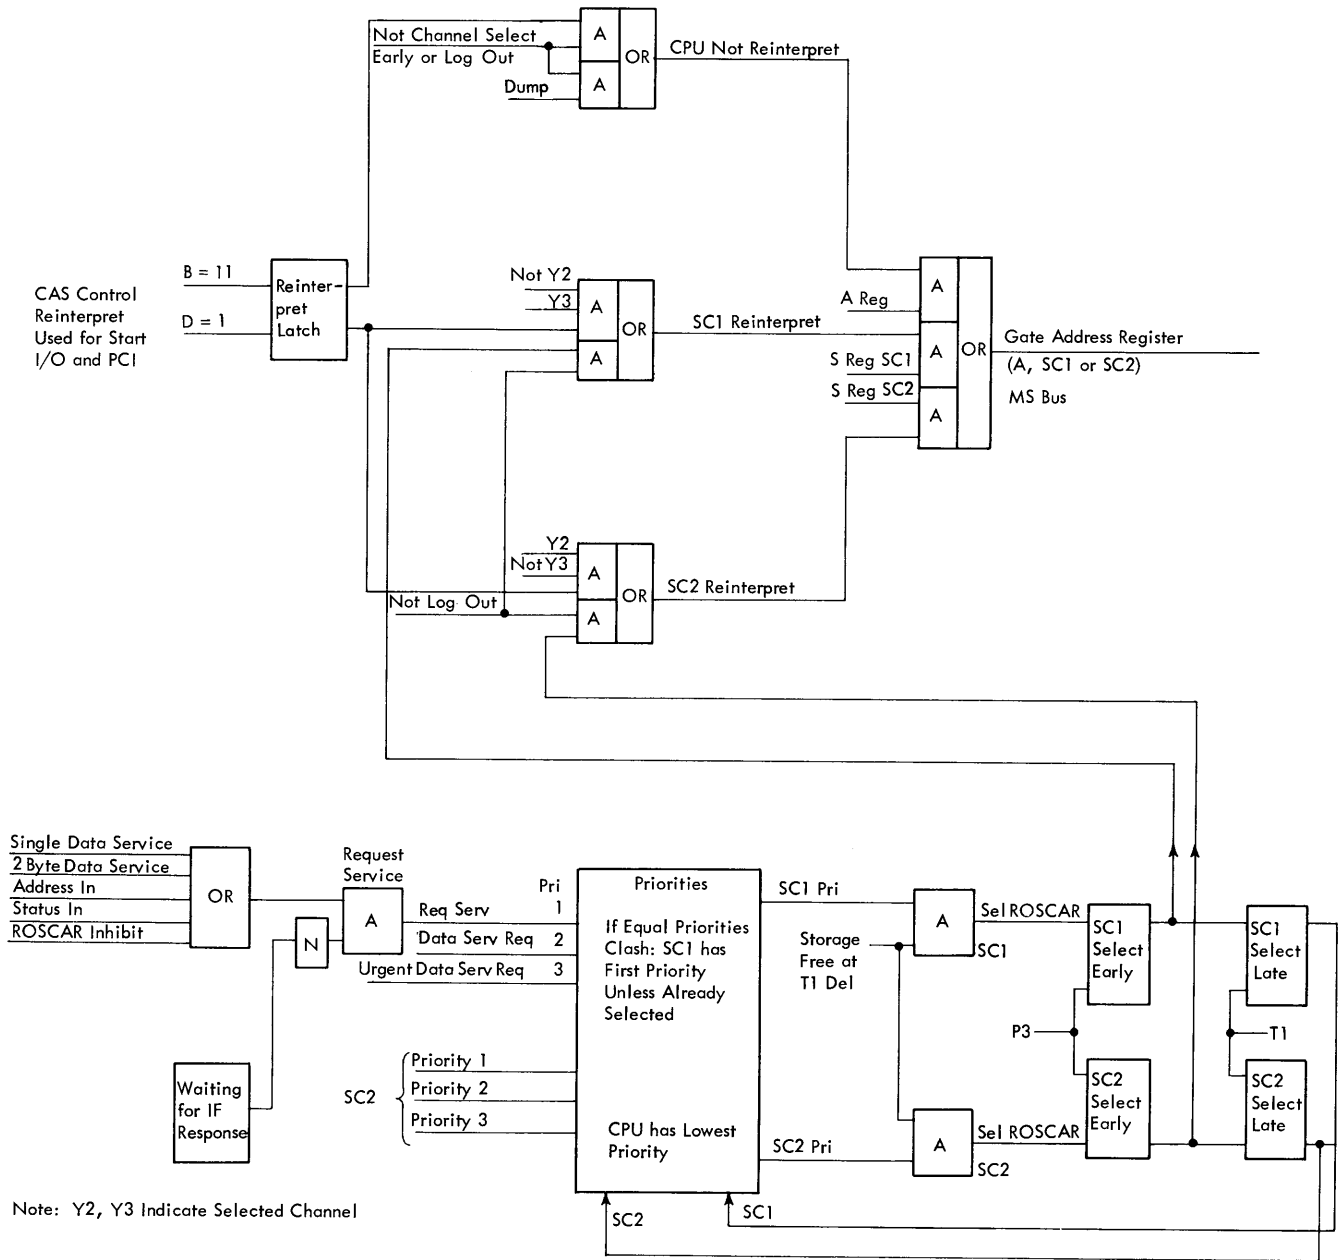 Not Channel Select
Early or Log Out
Dump
A
A
OR
CPU Not Reinterpret
CAS Control
Reinterpret
Used for Start
I/O and PCI
B = 11
D = 1
Reinter-
pret
Latch
Not Y2
Y3
A
A
OR
SC1 Reinterpret
A Reg
S Reg SC1
S Reg SC2
A
A
A
OR
Gate Address Register
(A, SC1 or SC2)
MS Bus
Y2
Not Y3
Not Log Out
A
A
OR
SC2 Reinterpret
Single Data Service
2 Byte Data Service
Address In
Status In
ROSCAR Inhibit
OR
Request
Service
A
N
Waiting
for IF
Response
Pri
Req Serv 1
Data Serv Req 2
Urgent Data Serv Req 3
SC2
Priority 1
Priority 2
Priority 3
Priorities
If Equal Priorities
Clash: SC1 has
First Priority
Unless Already
Selected
CPU has Lowest
Priority
SC1 Pri
Storage
Free at
T1 Del
SC2 Pri
A
Sel ROSCAR
SC1
A
Sel ROSCAR
SC2
P3
SC1
Select
Early
SC2
Select
Early
SC1
Select
Late
T1
SC2
Select
Late
SC2
SC1
Note: Y2, Y3 Indicate Selected Channel